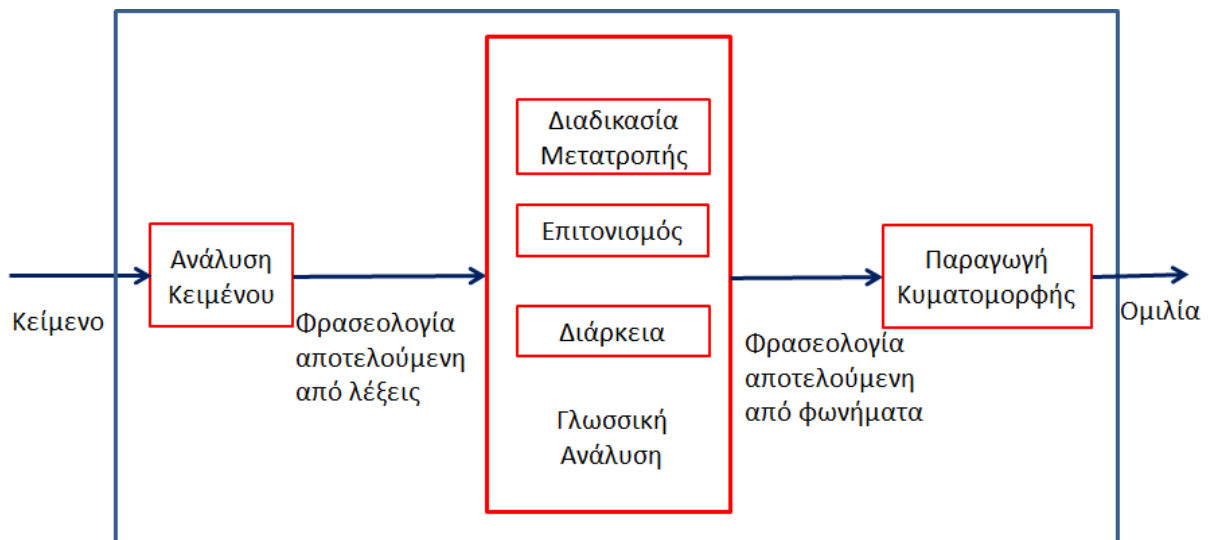 Κείμενο
Ανάλυση
Κειμένου
Φρασεολογία
αποτελούμενη
από λέξεις
Διαδικασία
Μετατροπής
Επιτονισμός
Διάρκεια
Γλωσσική
Ανάλυση
Φρασεολογία
αποτελούμενη
από φωνήματα
Παραγωγή
Κυματομορφής
Ομιλία